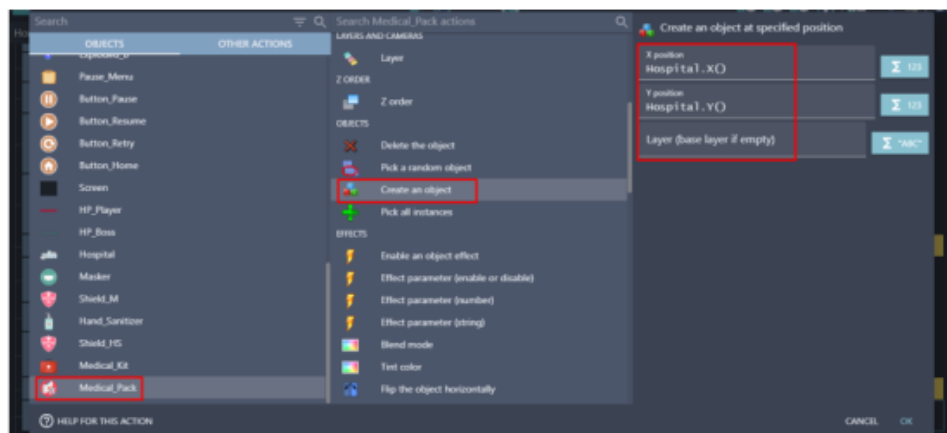 Search
OBJECTS
OTHER ACTIONS
Pause_Menu
Button_Pause
Button_Resume
Button_Retry
Button_Home
Screen
HP_Player
HP_Boss
Hospital
Masker
Shield_M
Hand_Sanitizer
Shield_HS
Medical_Kit
Medical_Pack
Search Medical_Pack actions
LAYERS AND CAMERAS
Layer
Z ORDER
Z order
OBJECTS
Delete the object
Pick a random object
Create an object
Pick all instances
EFFECTS
Enable an object effect
Effect parameter (enable or disable)
Effect parameter (number)
Effect parameter (string)
Blend mode
Tint color
Flip the object horizontally
Create an object at specified position
X position
Hospital.X()
Σ 123
Y position
Hospital.Y()
Σ 123
Layer (base layer if empty)
Σ "ABC"
HELP FOR THIS ACTION
CANCEL
OK